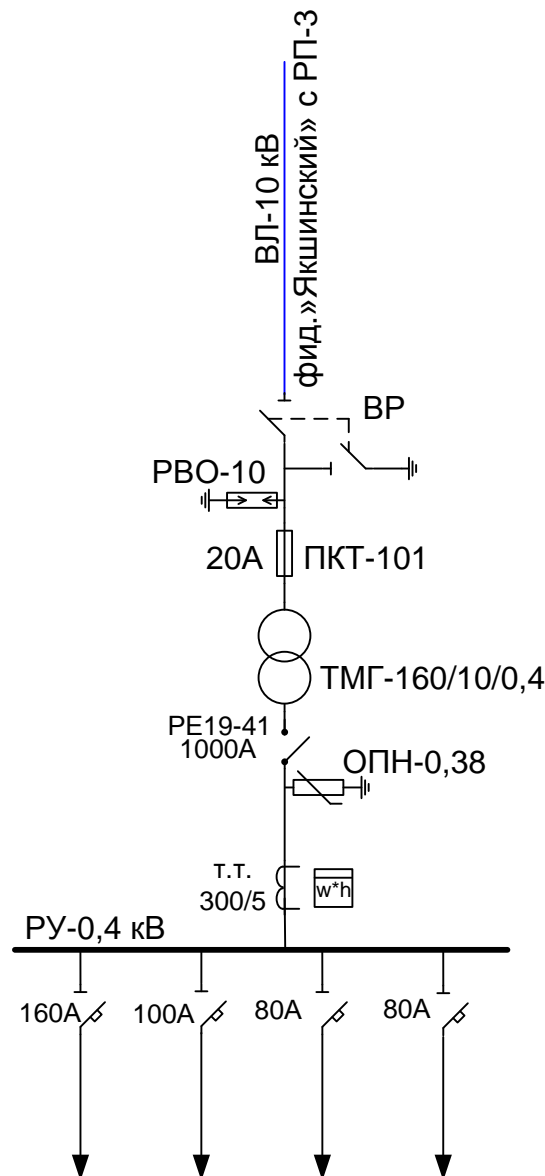 ВЛ-10 кВ
фид.»Якшинский» с РП-3
ВР
РВО-10
20А
ПКТ-101
ТМГ-160/10/0,4
РЕ19-41
1000А
ОПН-0,38
т.т.
300/5
w*h
РУ-0,4 кВ
160А
100А
80А
80А